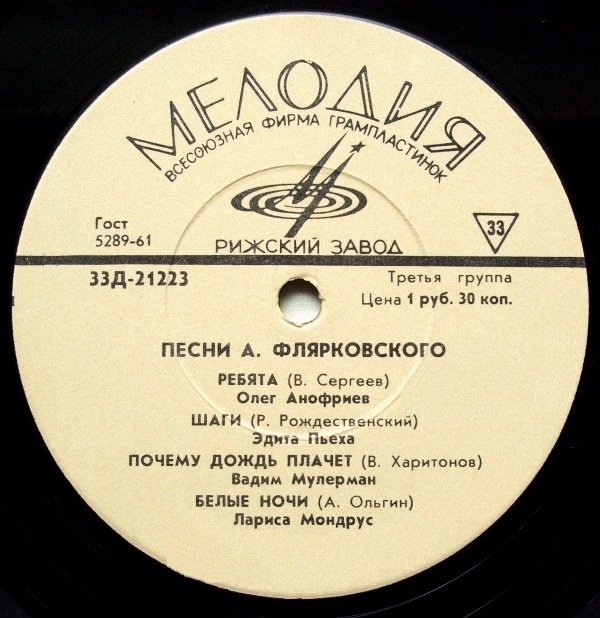 МЕЛОДИЯ
ВСЕСОЮЗНАЯ ФИРМА ГРАМПЛАСТИНОК
Гост
5289-61
33
РИЖСКИЙ ЗАВОД
33Д-21223
Третья группа
Цена 1 руб. 30 коп.
ПЕСНИ А. ФЛЯРКОВСКОГО
РЕБЯТА (В. Сергеев)
Олег Анофриев
ШАГИ (Р. Рождественский)
Эдита Пьеха
ПОЧЕМУ ДОЖДЬ ПЛАЧЕТ (В. Харитонов)
Вадим Мулерман
БЕЛЫЕ НОЧИ (А. Ольгин)
Лариса Мондрус